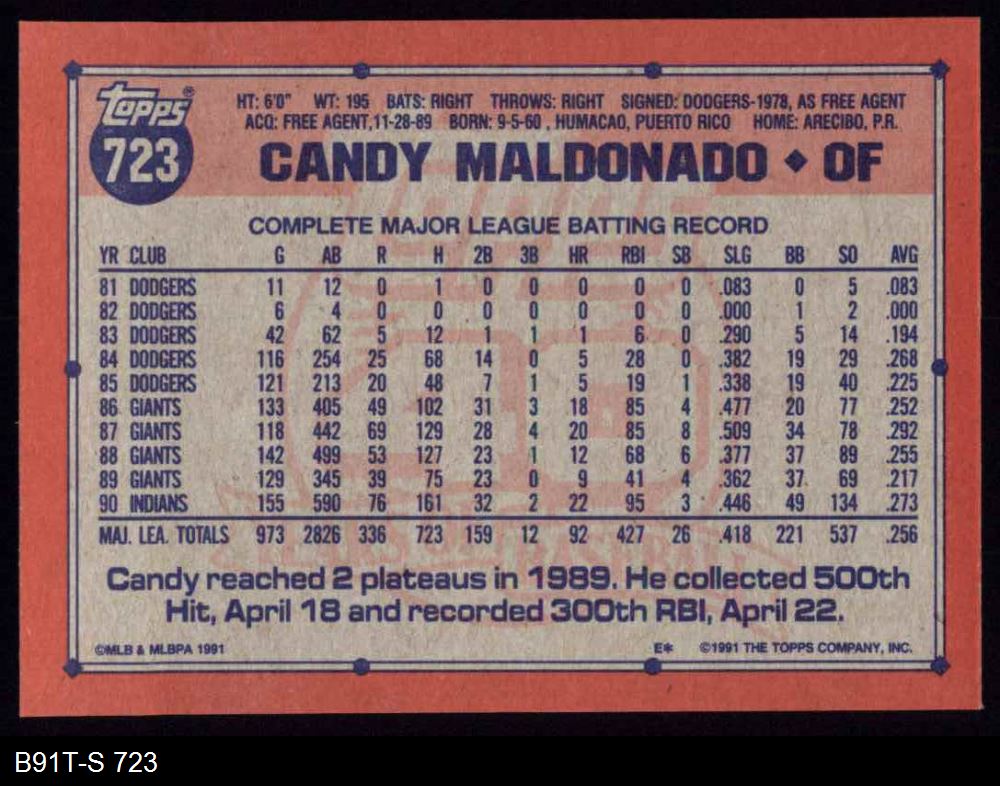 Topps®
723
HT: 6'0" WT: 195 BATS: RIGHT THROWS: RIGHT SIGNED: DODGERS-1978, AS FREE AGENT
ACQ: FREE AGENT,11-28-89 BORN: 9-5-60 , HUMACAO, PUERTO RICO HOME: ARECIBO, P.R.
CANDY MALDONADO ◆ OF
COMPLETE MAJOR LEAGUE BATTING RECORD
YR CLUB G AB R H 2B 3B HR RBI SB SLG BB SO AVG
81 DODGERS 11 12 0 1 0 0 0 0 0 .083 0 5 .083
82 DODGERS 6 4 0 0 0 0 0 0 0 .000 1 2 .000
83 DODGERS 42 62 5 12 1 1 1 6 0 .290 5 14 .194
84 DODGERS 116 254 25 68 14 0 5 28 0 .382 19 29 .268
85 DODGERS 121 213 20 48 7 1 5 19 1 .338 19 40 .225
86 GIANTS 133 405 49 102 31 3 18 85 4 .477 20 77 .252
87 GIANTS 118 442 69 129 28 4 20 85 8 .509 34 78 .292
88 GIANTS 142 499 53 127 23 1 12 68 6 .377 37 89 .255
89 GIANTS 129 345 39 75 23 0 9 41 4 .362 37 69 .217
90 INDIANS 155 590 76 161 32 2 22 95 3 .446 49 134 .273
MAJ. LEA. TOTALS 973 2826 336 723 159 12 92 427 26 .418 221 537 .256
Candy reached 2 plateaus in 1989. He collected 500th
Hit, April 18 and recorded 300th RBI, April 22.
©MLB & MLBPA 1991 E* ©1991 THE TOPPS COMPANY, INC.
B91T-S 723